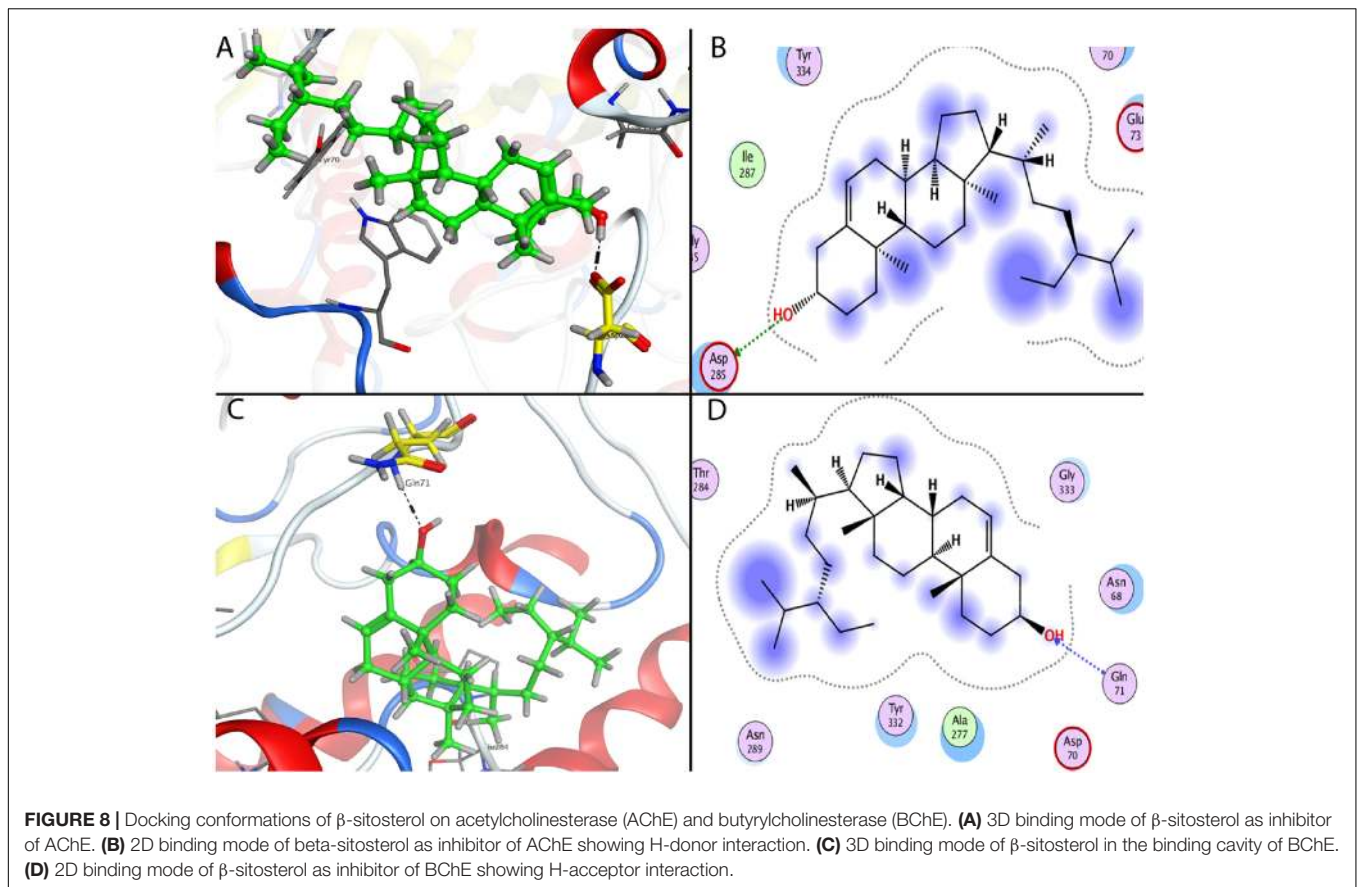 A
Tyr70
B
Tyr
334
70
Glu
73
Ile
287
H
H
H
H
H
HO
Asp
285
C
Gln71
D
Thr
284
H
H
H
H
H
Gly
333
Asn
68
OH
Gln
71
Tyr
332
Ala
277
Asn
289
Asp
70
FIGURE 8 | Docking conformations of β-sitosterol on acetylcholinesterase (AChE) and butyrylcholinesterase (BChE). (A) 3D binding mode of β-sitosterol as inhibitor
of AChE. (B) 2D binding mode of beta-sitosterol as inhibitor of AChE showing H-donor interaction. (C) 3D binding mode of β-sitosterol in the binding cavity of BChE.
(D) 2D binding mode of β-sitosterol as inhibitor of BChE showing H-acceptor interaction.